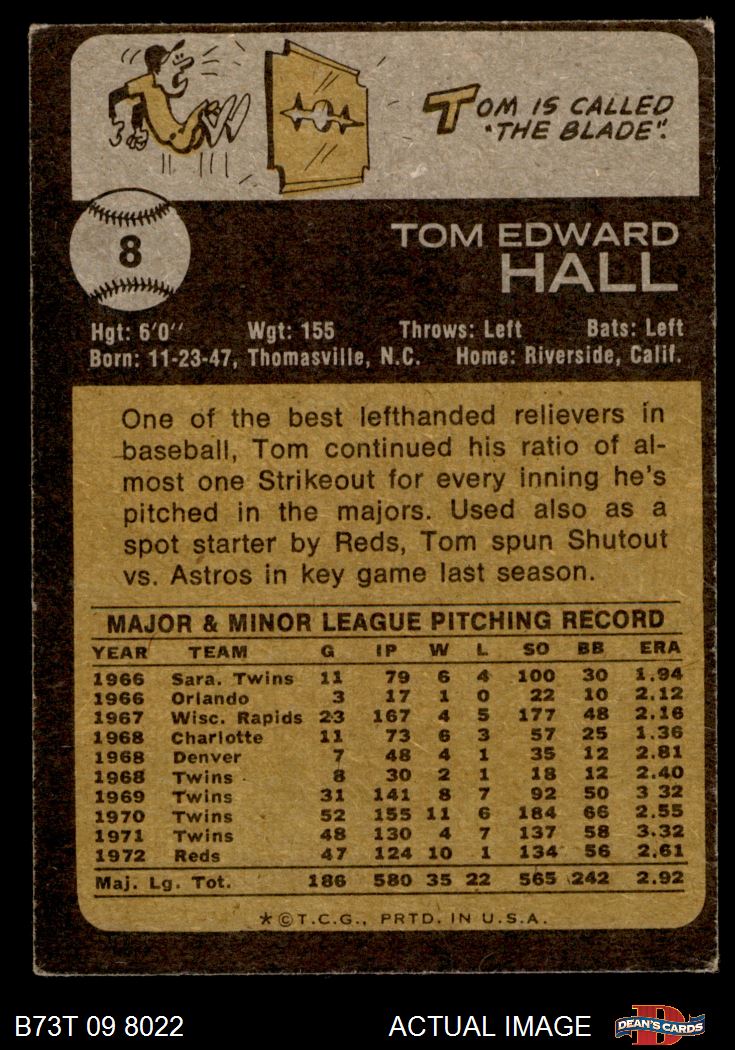 TOM IS CALLED
"THE BLADE".
8
TOM EDWARD
HALL
Hgt: 6'0" Wgt: 155 Throws: Left Bats: Left
Born: 11-23-47, Thomasville, N.C. Home: Riverside, Calif.
One of the best lefthanded relievers in
baseball, Tom continued his ratio of al-
most one Strikeout for every inning he's
pitched in the majors. Used also as a
spot starter by Reds, Tom spun Shutout
vs. Astros in key game last season.
MAJOR & MINOR LEAGUE PITCHING RECORD
YEAR TEAM G IP W L SO BB ERA
1966 Sara. Twins 11 79 6 4 100 30 1.94
1966 Orlando 3 17 1 0 22 10 2.12
1967 Wisc. Rapids 23 167 4 5 177 48 2.16
1968 Charlotte 11 73 6 3 57 25 1.36
1968 Denver 7 48 4 1 35 12 2.81
1968 Twins 8 30 2 1 18 12 2.40
1969 Twins 31 141 8 7 92 50 3 32
1970 Twins 52 155 11 6 184 66 2.55
1971 Twins 48 130 4 7 137 58 3.32
1972 Reds 47 124 10 1 134 56 2.61
Maj. Lg. Tot. 186 580 35 22 565 242 2.92
*©T.C.G., PRTD. IN U.S.A.
B73T 09 8022 ACTUAL IMAGE DEAN'S CARDS